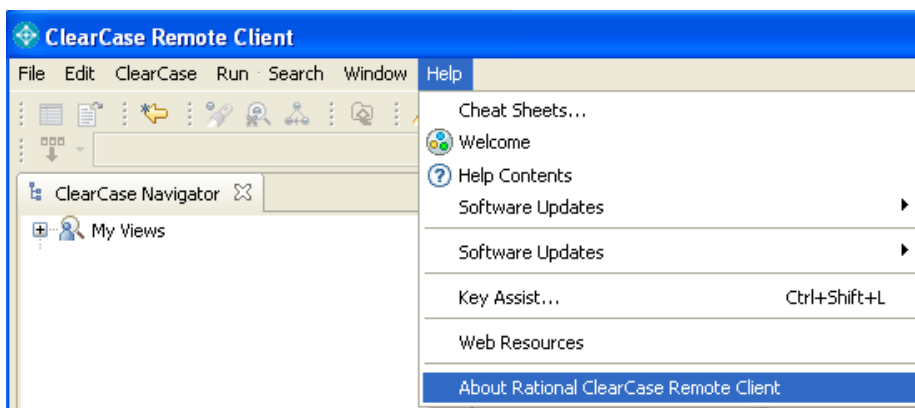 ClearCase Remote Client
File Edit ClearCase Run Search Window Help
Cheat Sheets...
Welcome
Help Contents
Software Updates
Software Updates
Key Assist... Ctrl+Shift+L
Web Resources
About Rational ClearCase Remote Client
ClearCase Navigator
My Views